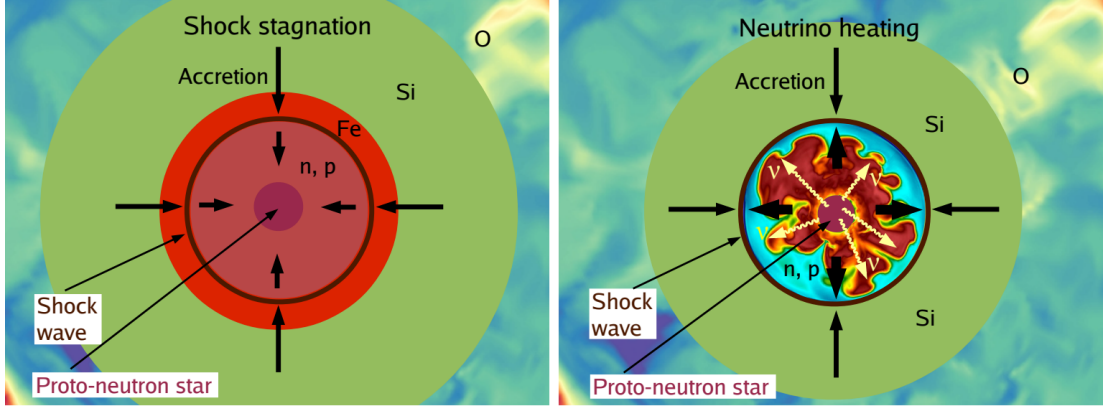 Shock stagnation
O
Accretion
Si
Fe
n, p
Shock
wave
Proto-neutron star
Neutrino heating
O
Accretion
Si
ν
ν
ν
ν
n, p
Si
Shock
wave
Proto-neutron star